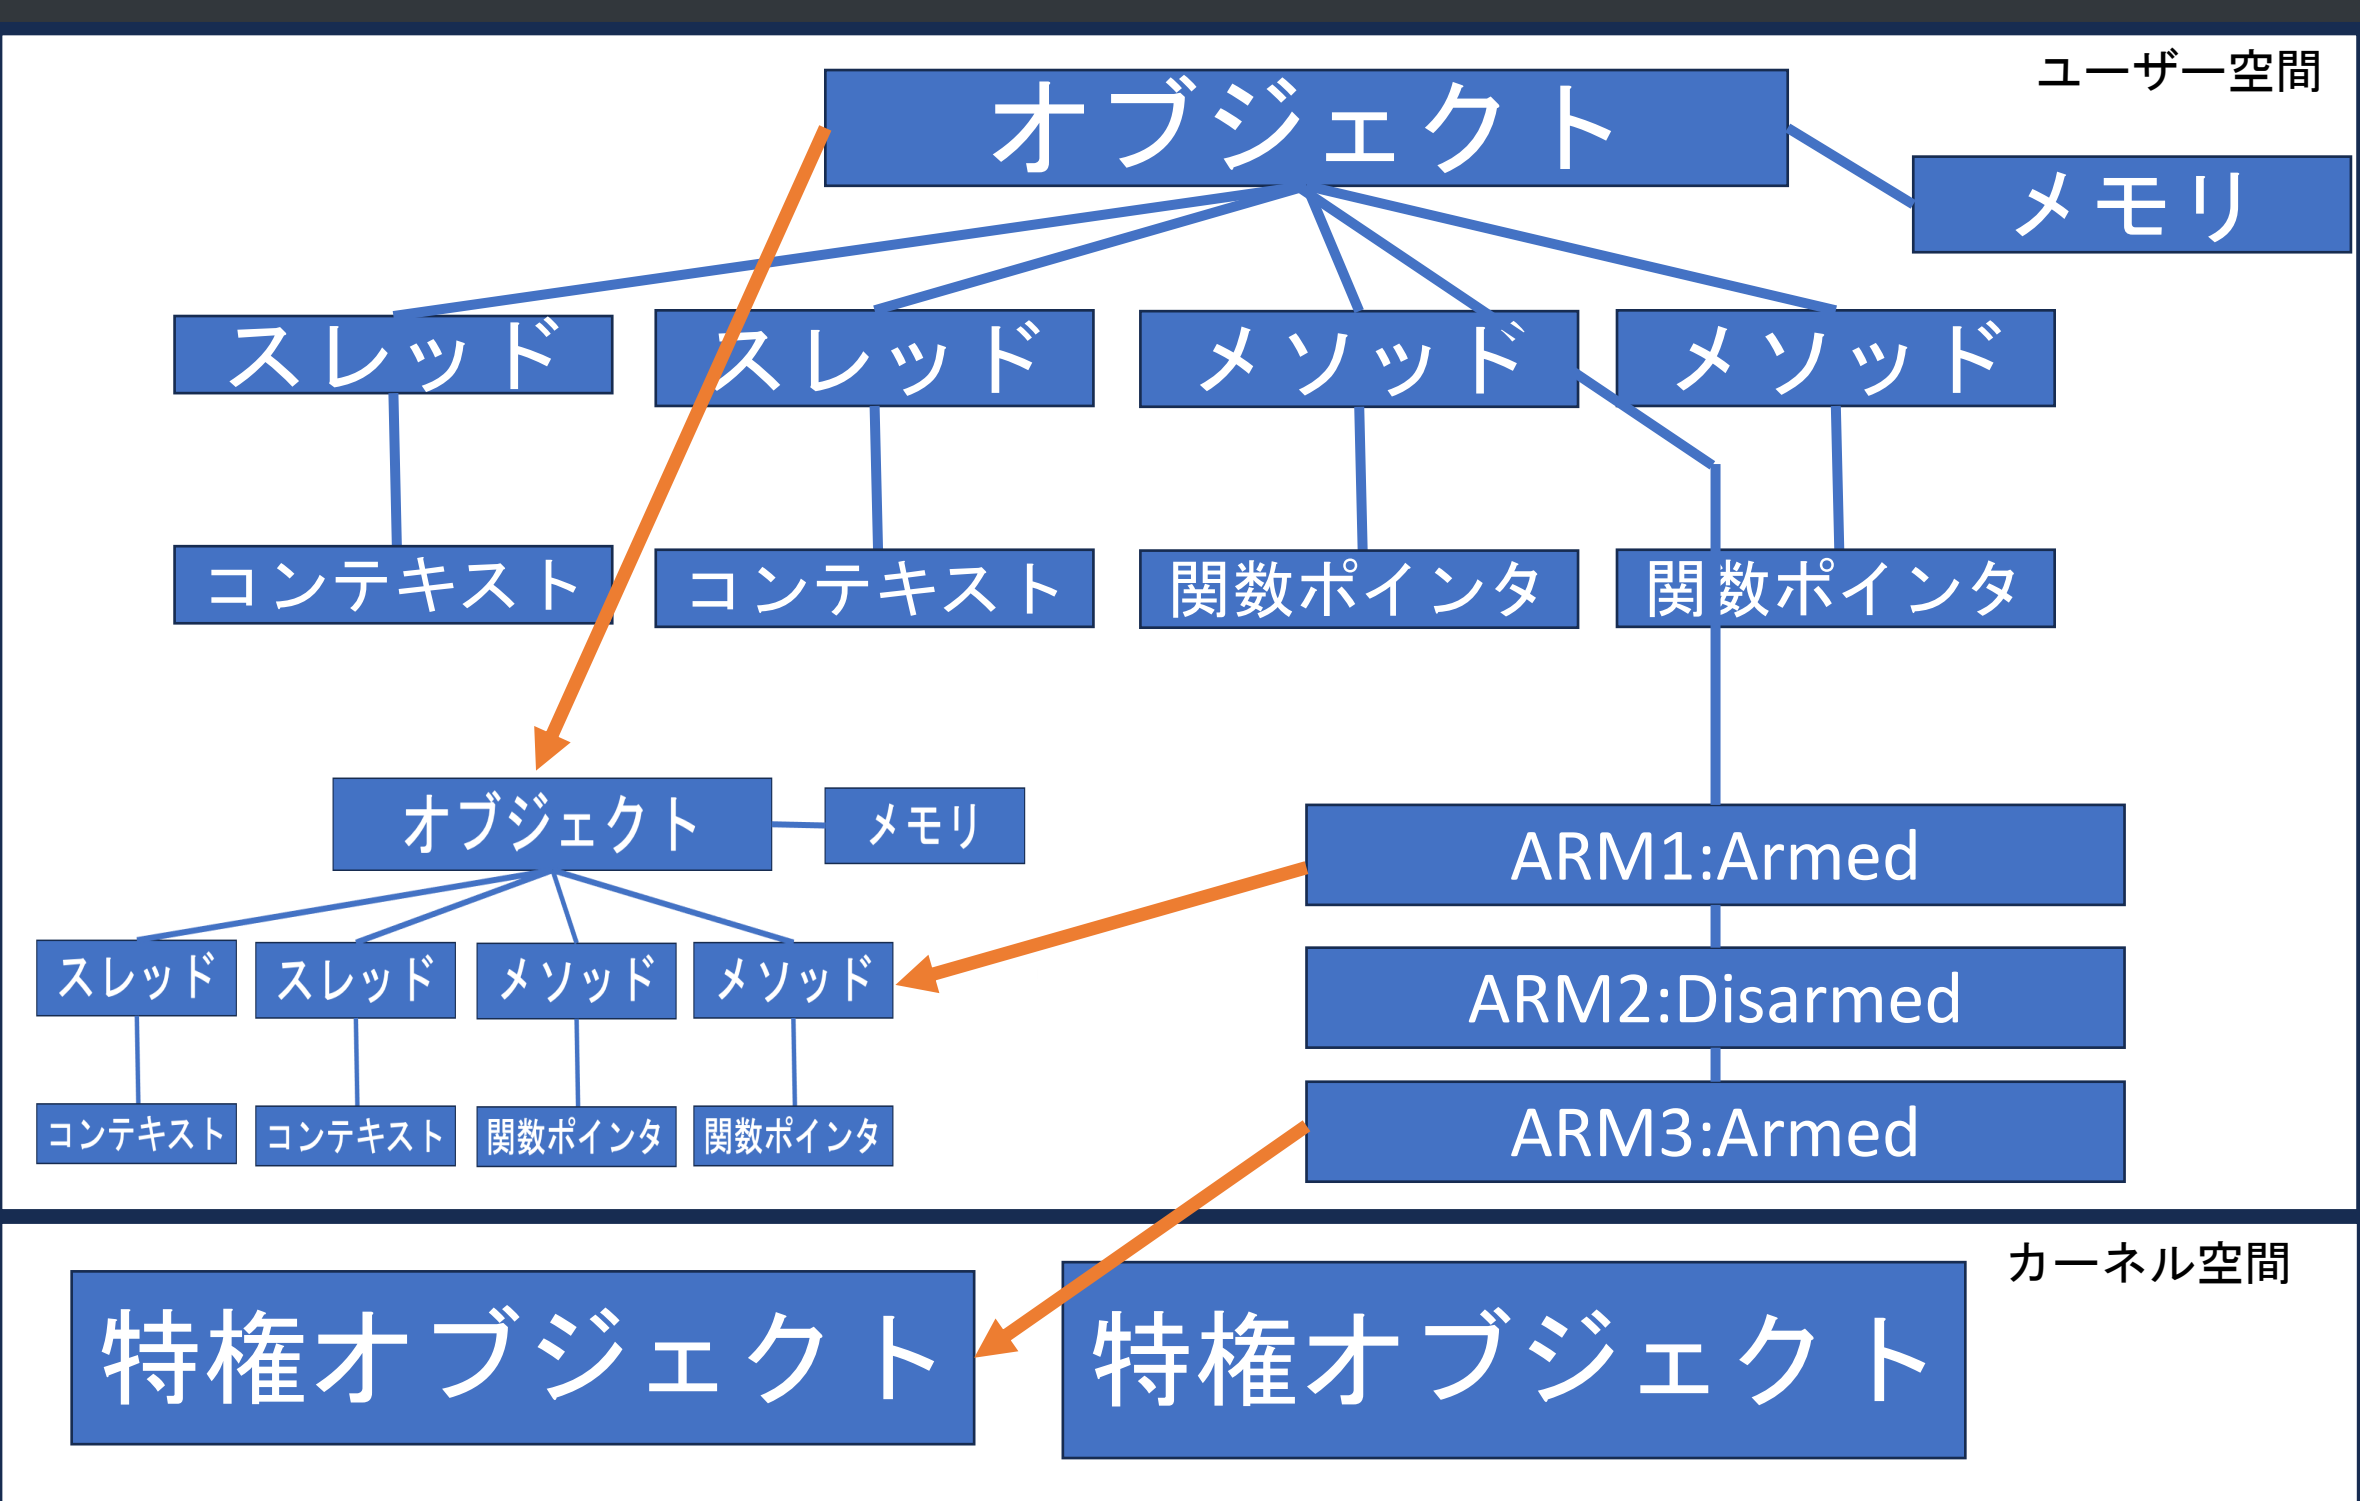 ユーザー空間
オブジェクト
メモリ
スレッド
スレッド
メソッド
メソッド
コンテキスト
コンテキスト
関数ポインタ
関数ポインタ
オブジェクト
メモリ
ARM1:Armed
スレッド
スレッド
メソッド
メソッド
ARM2:Disarmed
コンテキスト
コンテキスト
関数ポインタ
関数ポインタ
ARM3:Armed
カーネル空間
特権オブジェクト
特権オブジェクト